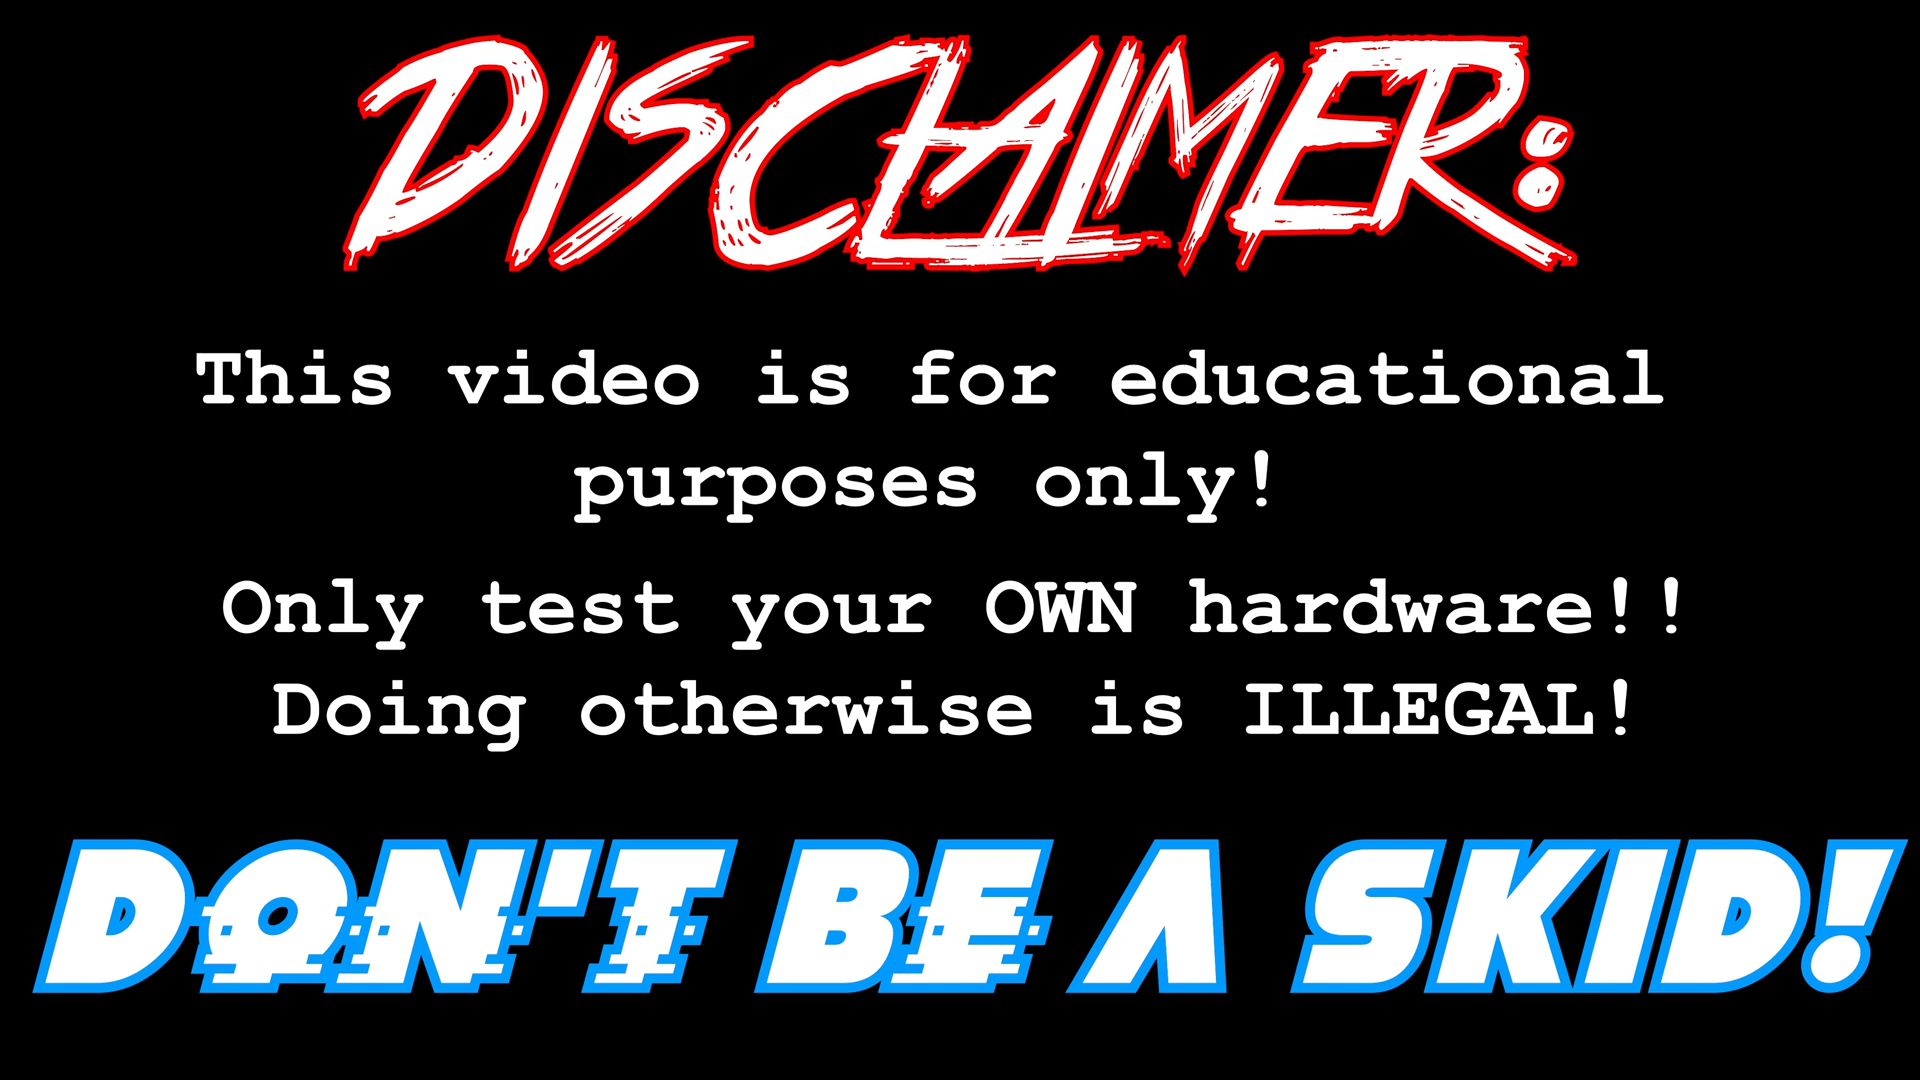 DISCLAIMER:
This video is for educational
purposes only!
Only test your OWN hardware!!
Doing otherwise is ILLEGAL!
DON'T BE A SKID!